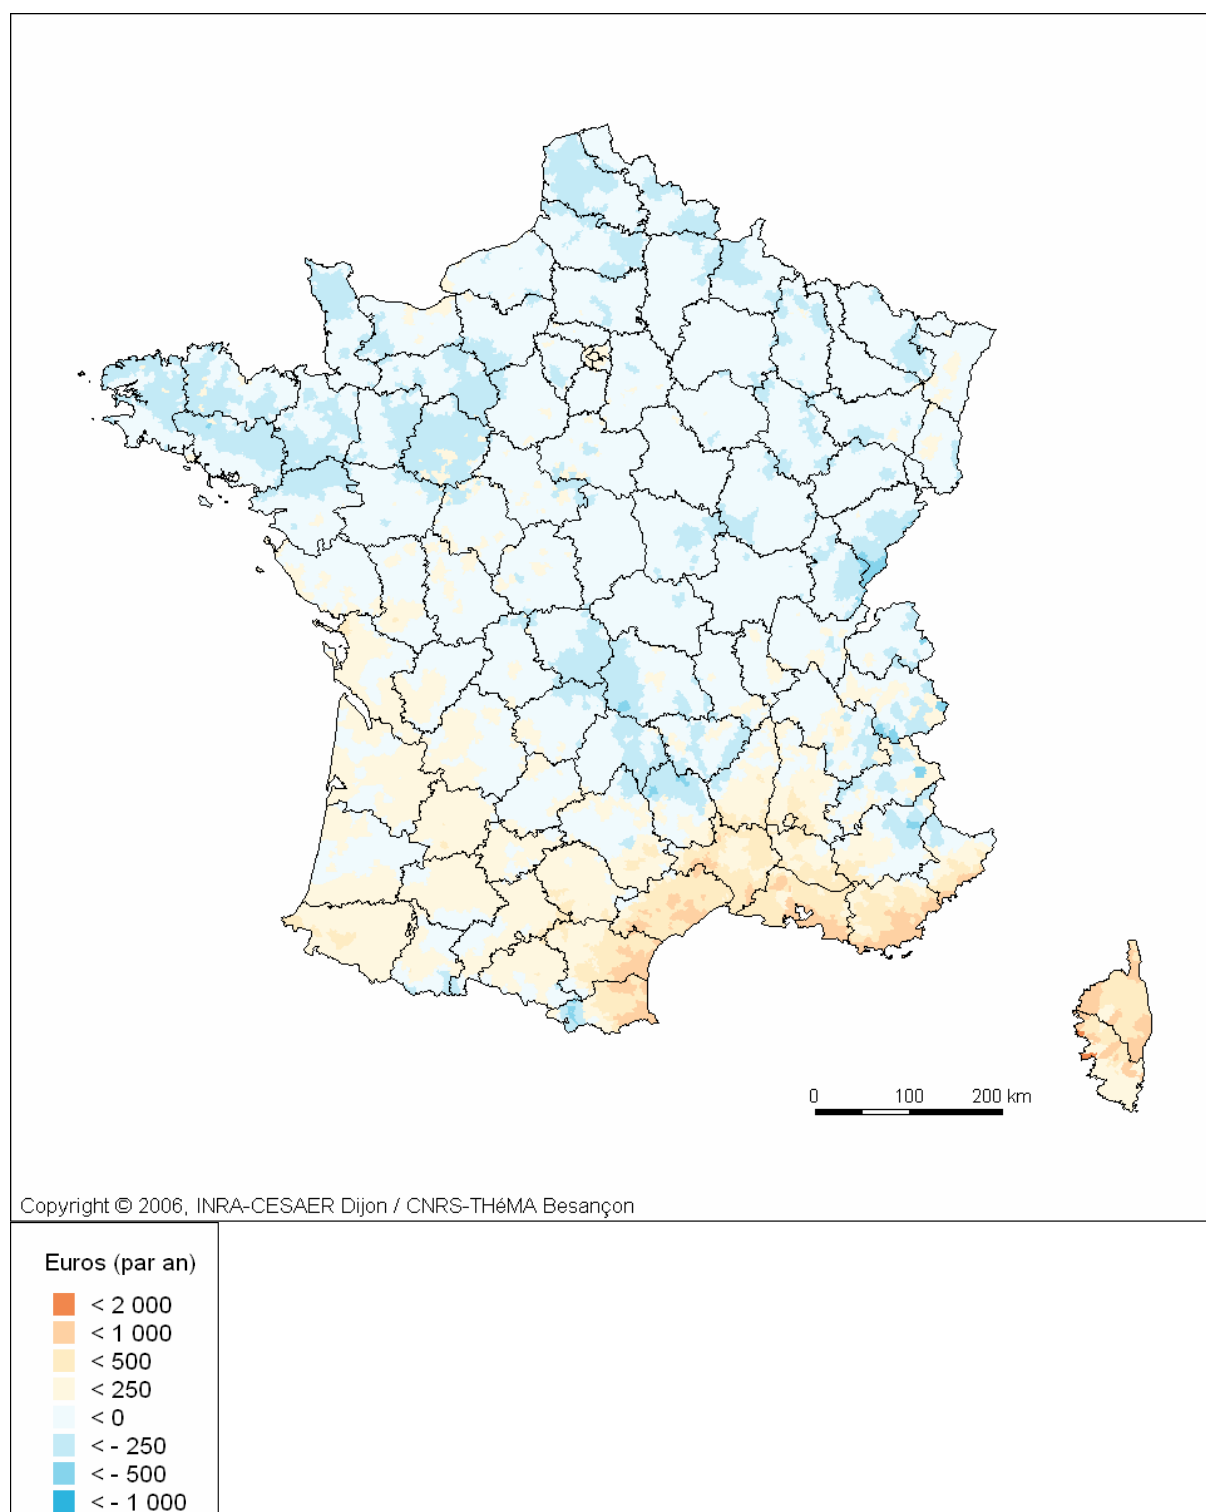 0 100 200 km
Copyright © 2006, INRA-CESAER Dijon / CNRS-THéMA Besançon
Euros (par an)
< 2 000
< 1 000
< 500
< 250
< 0
< - 250
< - 500
< - 1 000